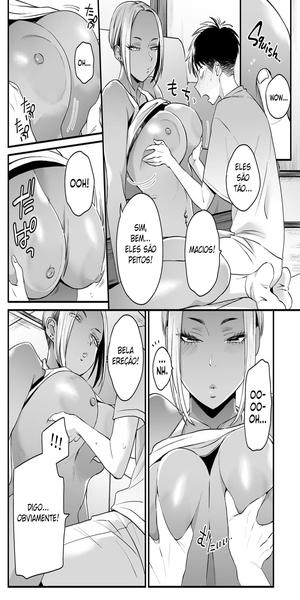 Squish
WOW...
OH...
ELES
SÃO
TÃO...
MACIOS!
SIM,
BEM...
ELES SÃO
PEITOS!
OOH!
OO-
OO-
OH...
...
NH.
BELA
EREÇÃO!
!!!
DIGO...
OBVIAMENTE!